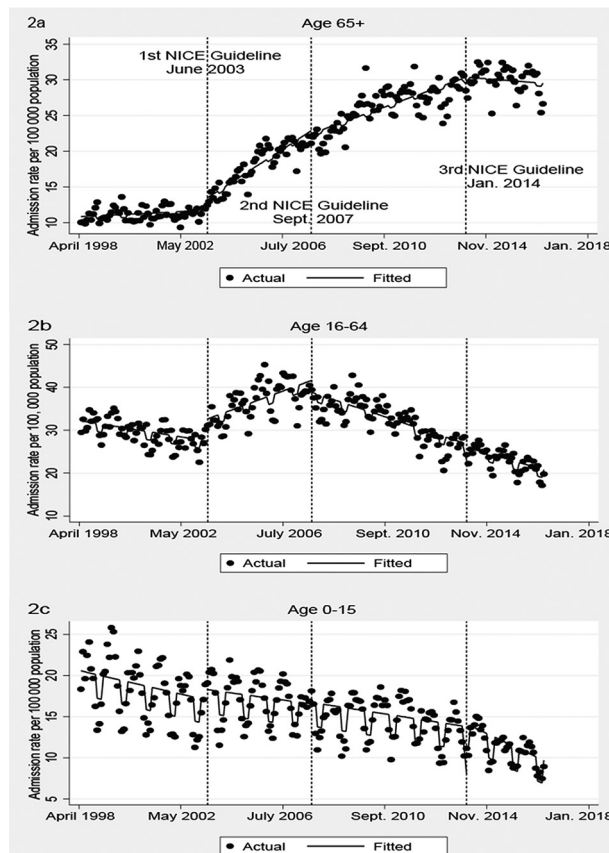 2a
Age 65+
Admission rate per 100 000 population
35
30
25
20
15
10
1st NICE Guideline
June 2003
2nd NICE Guideline
Sept. 2007
3rd NICE Guideline
Jan. 2014
April 1998 May 2002 July 2006 Sept. 2010 Nov. 2014 Jan. 2018
Actual Fitted
2b
Age 16-64
Admission rate per 100, 000 population
50
40
30
20
10
April 1998 May 2002 July 2006 Sept. 2010 Nov. 2014 Jan. 2018
Actual Fitted
2c
Age 0-15
Admission rate per 100 000 population
25
20
15
10
5
April 1998 May 2002 July 2006 Sept. 2010 Nov. 2014 Jan. 2018
Actual Fitted